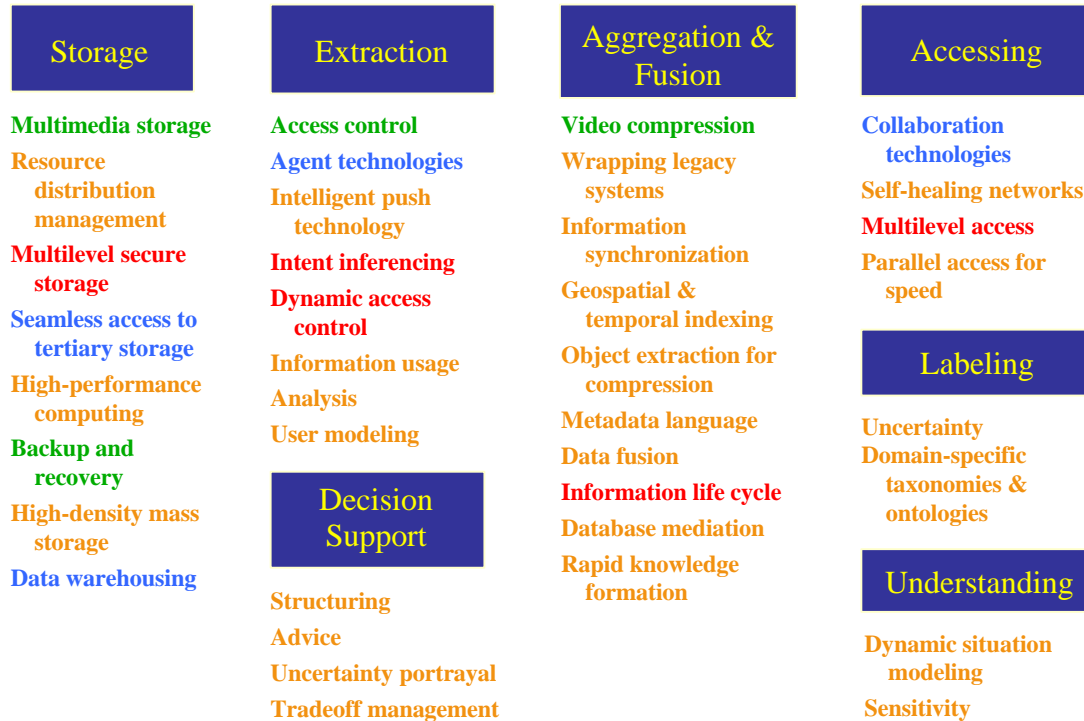 Storage
Multimedia storage
Resource
distribution
management
Multilevel secure
storage
Seamless access to
tertiary storage
High-performance
computing
Backup and
recovery
High-density mass
storage
Data warehousing
Extraction
Access control
Agent technologies
Intelligent push
technology
Intent inferencing
Dynamic access
control
Information usage
Analysis
User modeling
Decision
Support
Structuring
Advice
Uncertainty portrayal
Tradeoff management
Aggregation &
Fusion
Video compression
Wrapping legacy
systems
Information
synchronization
Geospatial &
temporal indexing
Object extraction for
compression
Metadata language
Data fusion
Information life cycle
Database mediation
Rapid knowledge
formation
Accessing
Collaboration
technologies
Self-healing networks
Multilevel access
Parallel access for
speed
Labeling
Uncertainty
Domain-specific
taxonomies &
ontologies
Understanding
Dynamic situation
modeling
Sensitivity